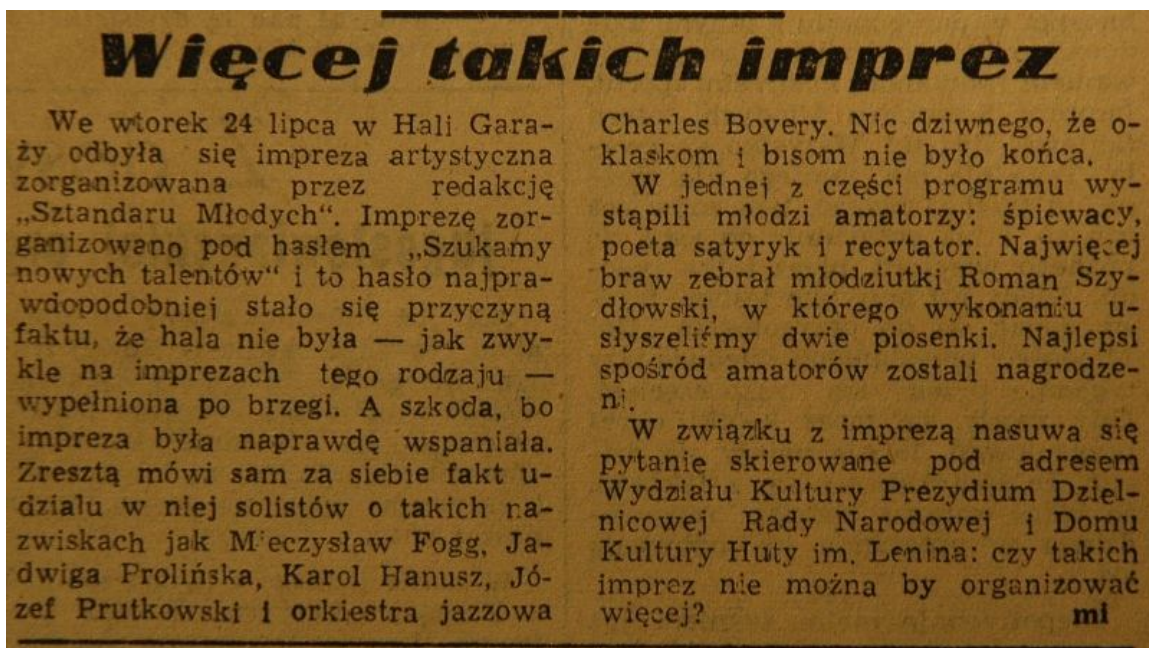 Więcej takich imprez
We wtorek 24 lipca w Hali Gara-
ży odbyła się impreza artystyczna
zorganizowana przez redakcję
„Sztandaru Młodych“. Imprezę zor-
ganizowano pod hasłem „Szukamy
nowych talentów“ i to hasło najpra-
wdopodobniej stało się przyczyną
faktu, że hala nie była — jak zwy-
kle na imprezach tego rodzaju —
wypełniona po brzegi. A szkoda, bo
impreza była naprawdę wspaniała.
Zresztą mówi sam za siebie fakt u-
działu w niej solistów o takich na-
zwiskach jak Mieczysław Fogg, Ja-
dwiga Prolińska, Karol Hanusz, Jó-
zef Prutkowski i orkiestra jazzowa
Charles Bovery. Nic dziwnego, że o-
klaskom i bisom nie było końca.
W jednej z części programu wy-
stąpili młodzi amatorzy: śpiewacy,
poeta satyryk i recytator. Najwięcej
braw zebrał młodziutki Roman Szy-
dłowski, w którego wykonaniu u-
słyszeliśmy dwie piosenki. Najlepsi
spośród amatorów zostali nagrodze-
ni.
W związku z imprezą nasuwa się
pytanie skierowane pod adresem
Wydziału Kultury Prezydium Dziel-
nicowej Rady Narodowej i Domu
Kultury Huty im. Lenina: czy takich
imprez nie można by organizować
więcej? mi